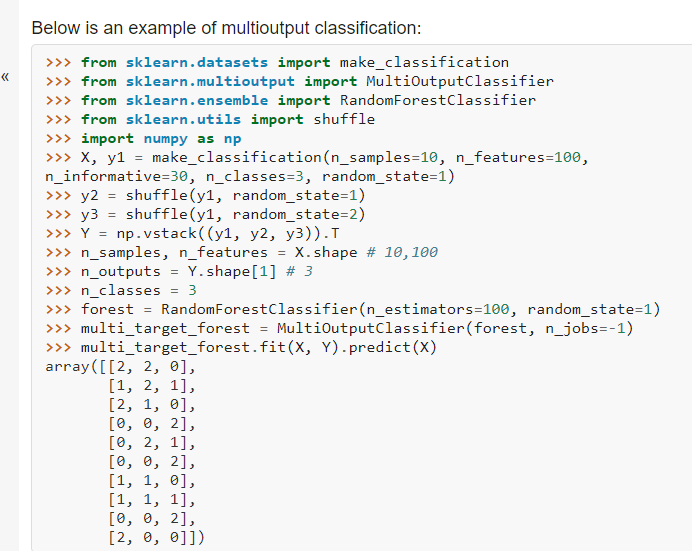 Below is an example of multioutput classification:
«
>>> from sklearn.datasets import make_classification
>>> from sklearn.multioutput import MultiOutputClassifier
>>> from sklearn.ensemble import RandomForestClassifier
>>> from sklearn.utils import shuffle
>>> import numpy as np
>>> X, y1 = make_classification(n_samples=10, n_features=100,
n_informative=30, n_classes=3, random_state=1)
>>> y2 = shuffle(y1, random_state=1)
>>> y3 = shuffle(y1, random_state=2)
>>> Y = np.vstack((y1, y2, y3)).T
>>> n_samples, n_features = X.shape # 10,100
>>> n_outputs = Y.shape[1] # 3
>>> n_classes = 3
>>> forest = RandomForestClassifier(n_estimators=100, random_state=1)
>>> multi_target_forest = MultiOutputClassifier(forest, n_jobs=-1)
>>> multi_target_forest.fit(X, Y).predict(X)
array([[2, 2, 0],
       [1, 2, 1],
       [2, 1, 0],
       [0, 0, 2],
       [0, 2, 1],
       [0, 0, 2],
       [1, 1, 0],
       [1, 1, 1],
       [0, 0, 2],
       [2, 0, 0]])